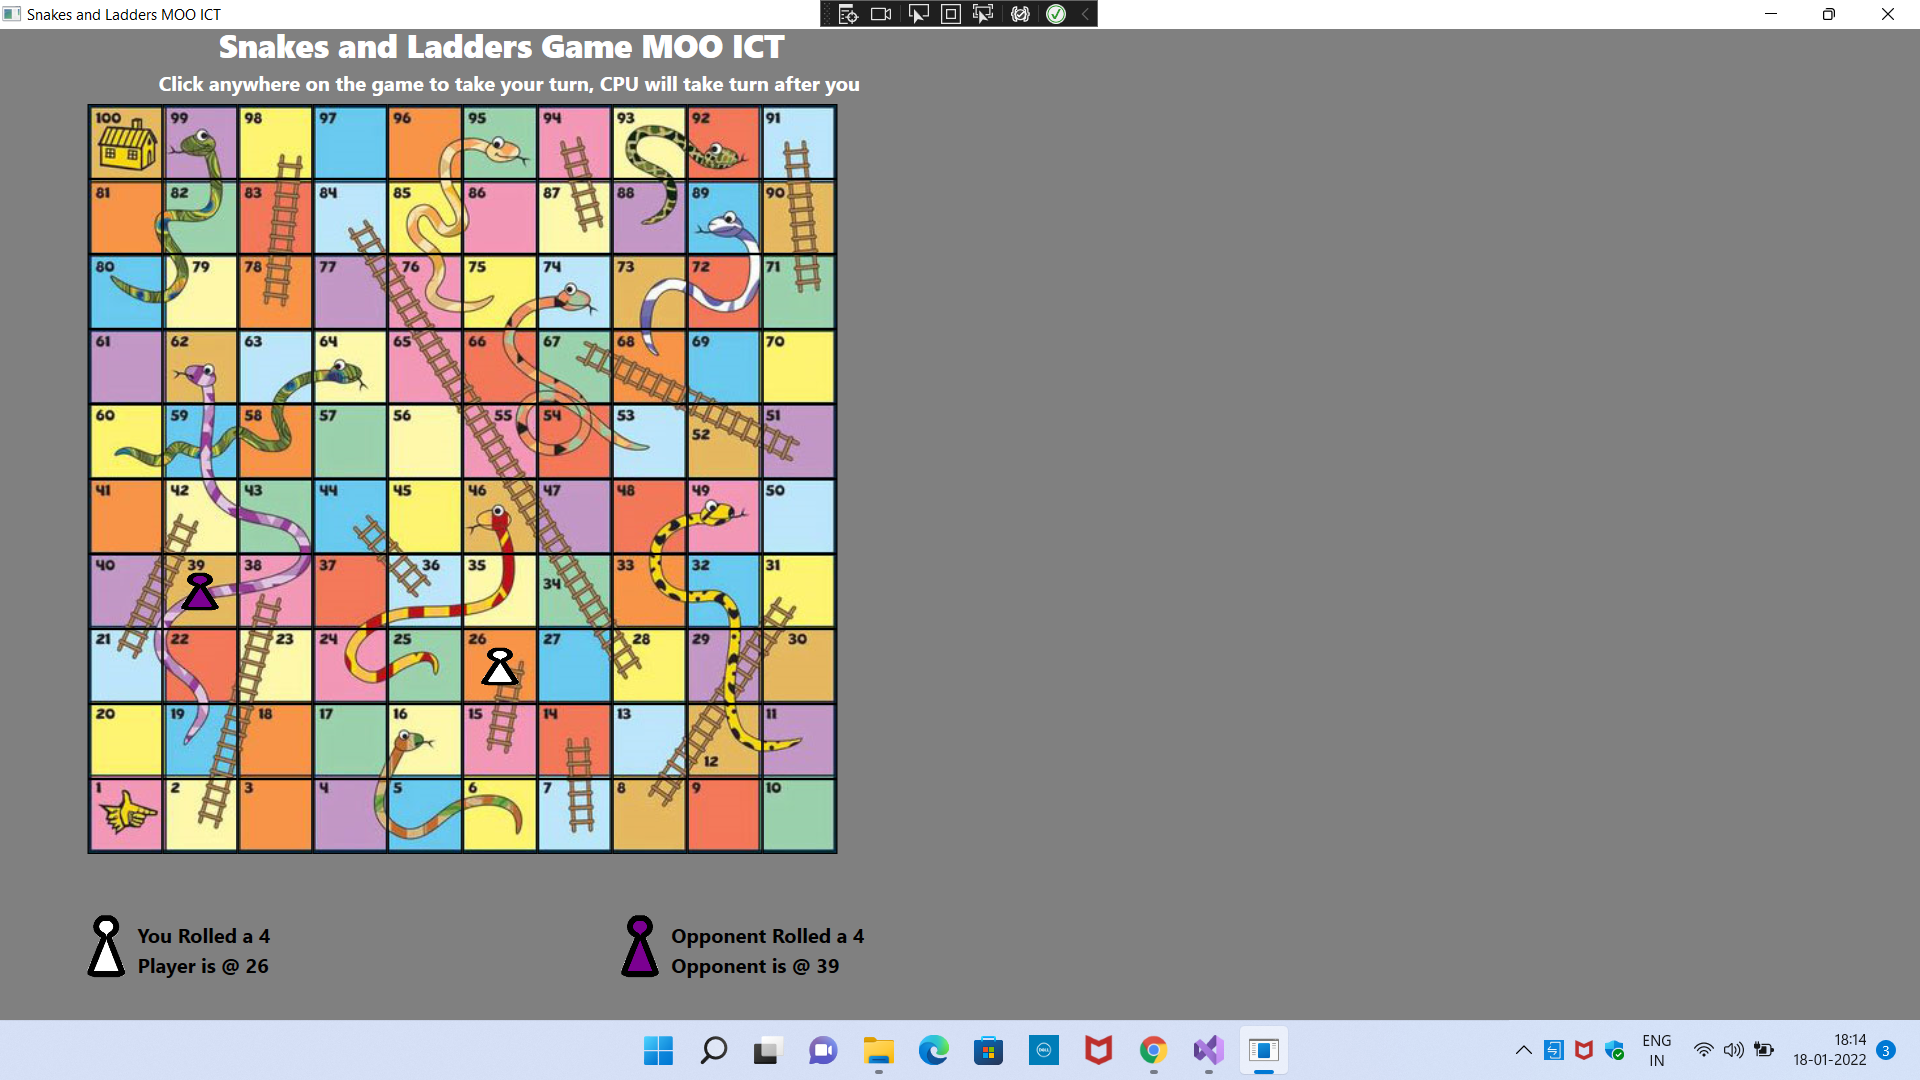 Snakes and Ladders MOO ICT
Snakes and Ladders Game MOO ICT
Click anywhere on the game to take your turn, CPU will take turn after you
100 99 98 97 96 95 94 93 92 91
81 82 83 84 85 86 87 88 89 90
80 79 78 77 76 75 74 73 72 71
61 62 63 64 65 66 67 68 69 70
60 59 58 57 56 55 54 53 52 51
41 42 43 44 45 46 47 48 49 50
40 39 38 37 36 35 34 33 32 31
21 22 23 24 25 26 27 28 29 30
20 19 18 17 16 15 14 13 12 11
1 2 3 4 5 6 7 8 9 10
You Rolled a 4
Player is @ 26
Opponent Rolled a 4
Opponent is @ 39
DELL
ENG
IN
18:14
18-01-2022
3